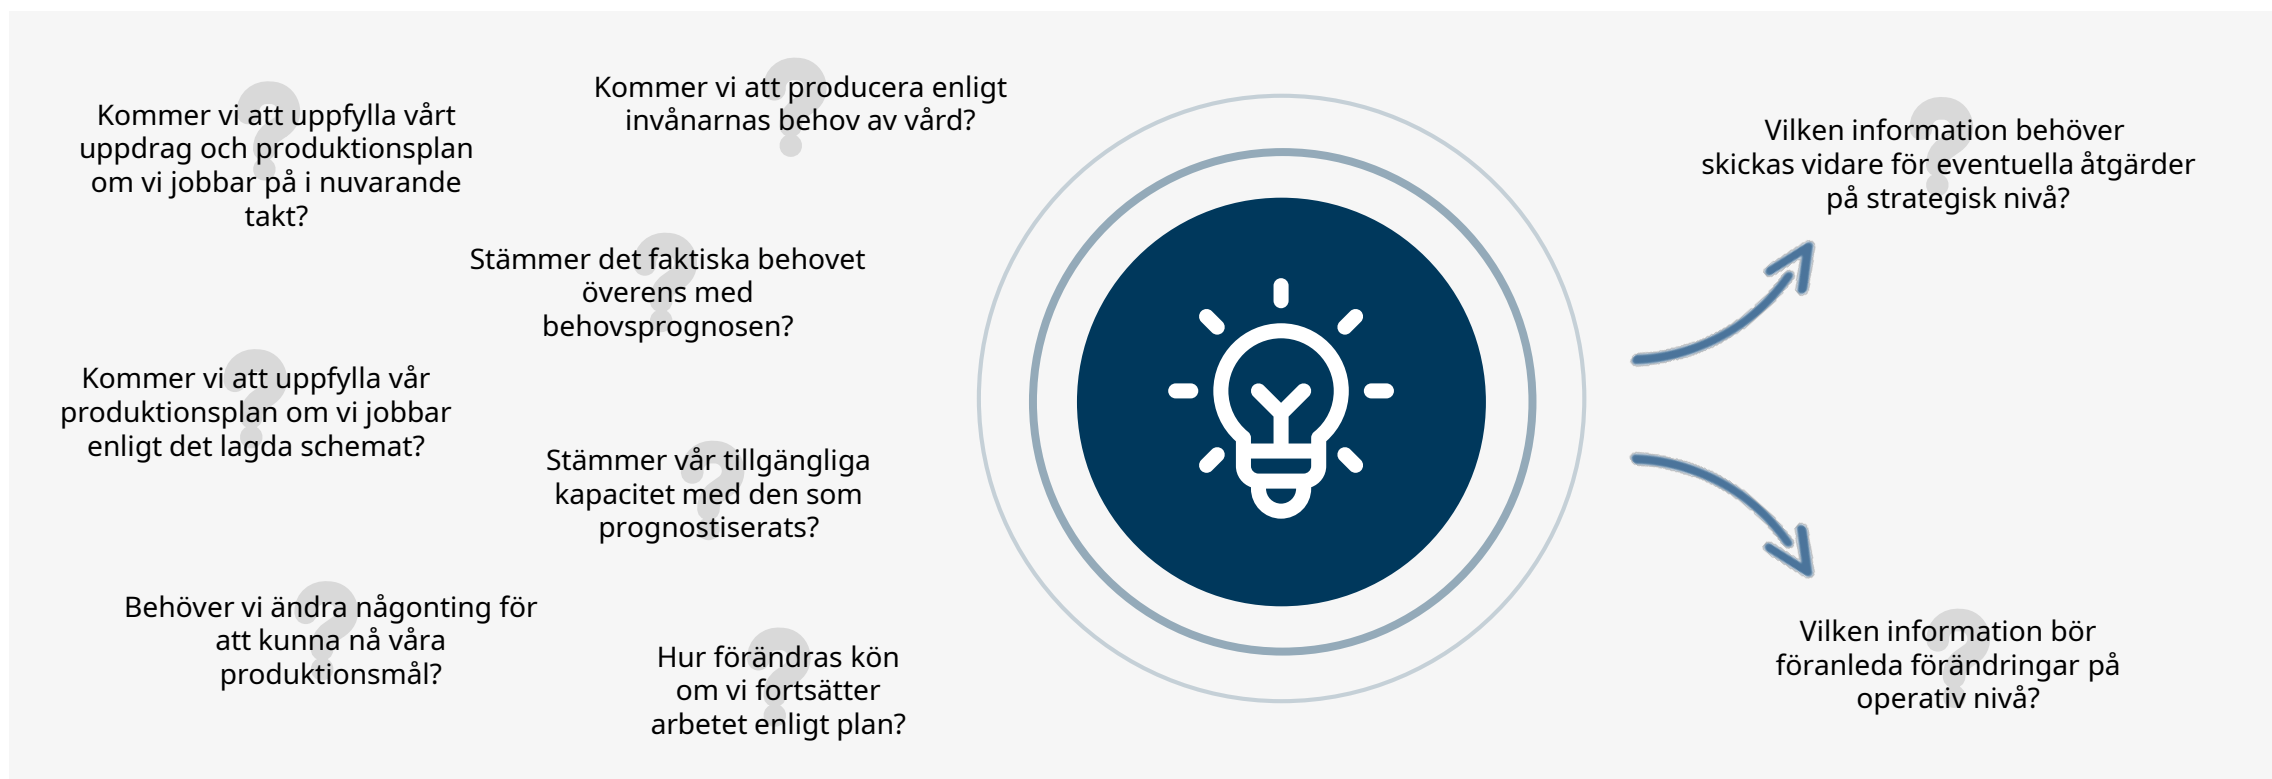 Kommer vi att uppfylla vårt
uppdrag och produktionsplan
om vi jobbar på i nuvarande
takt?
Kommer vi att producera enligt
invånarnas behov av vård?
Stämmer det faktiska behovet
överens med
behovsprognosen?
Kommer vi att uppfylla vår
produktionsplan om vi jobbar
enligt det lagda schemat?
Stämmer vår tillgängliga
kapacitet med den som
prognostiserats?
Behöver vi ändra någonting för
att kunna nå våra
produktionsmål?
Hur förändras kön
om vi fortsätter
arbetet enligt plan?
Vilken information behöver
skickas vidare för eventuella åtgärder
på strategisk nivå?
Vilken information bör
föranleda förändringar på
operativ nivå?